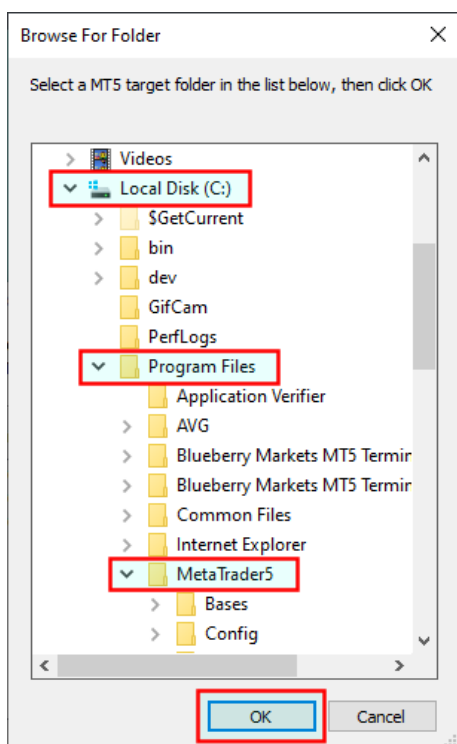 Browse For Folder
Select a MT5 target folder in the list below, then click OK
Videos
Local Disk (C:)
$GetCurrent
bin
dev
GifCam
PerfLogs
Program Files
Application Verifier
AVG
Blueberry Markets MT5 Termir
Blueberry Markets MT5 Termir
Common Files
Internet Explorer
MetaTrader5
Bases
Config
OK
Cancel